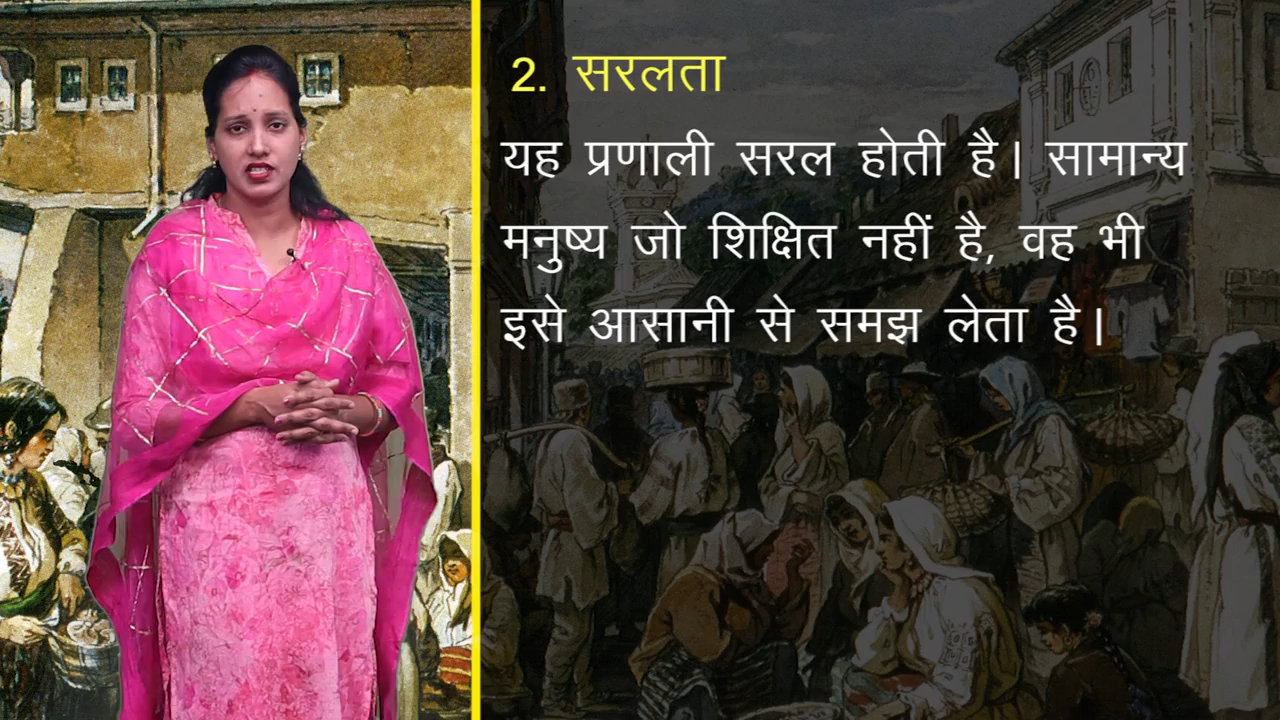 2. सरलता
यह प्रणाली सरल होती है। सामान्य
मनुष्य जो शिक्षित नहीं है, वह भी
इसे आसानी से समझ लेता है।